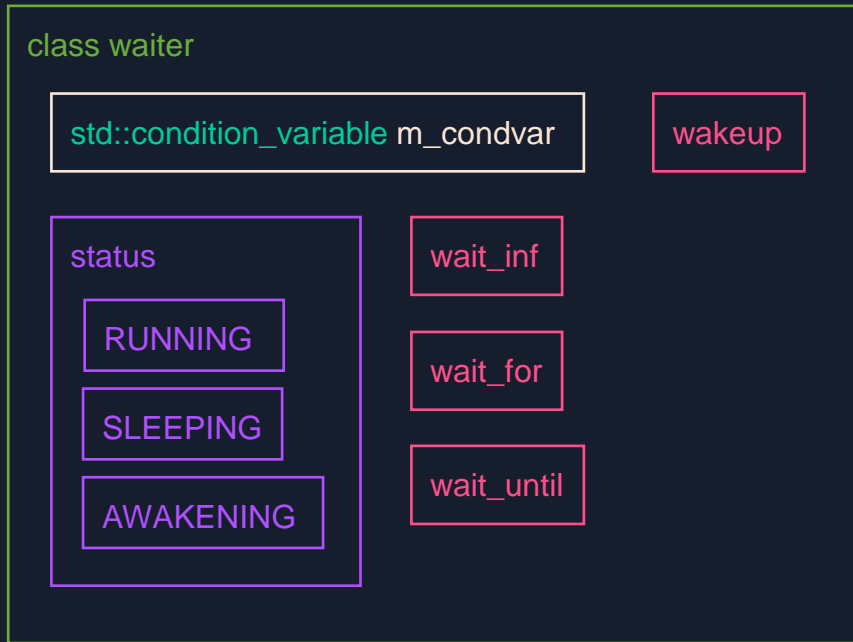 class waiter
std::condition_variable m_condvar
wakeup
status
RUNNING
SLEEPING
AWAKENING
wait_inf
wait_for
wait_until